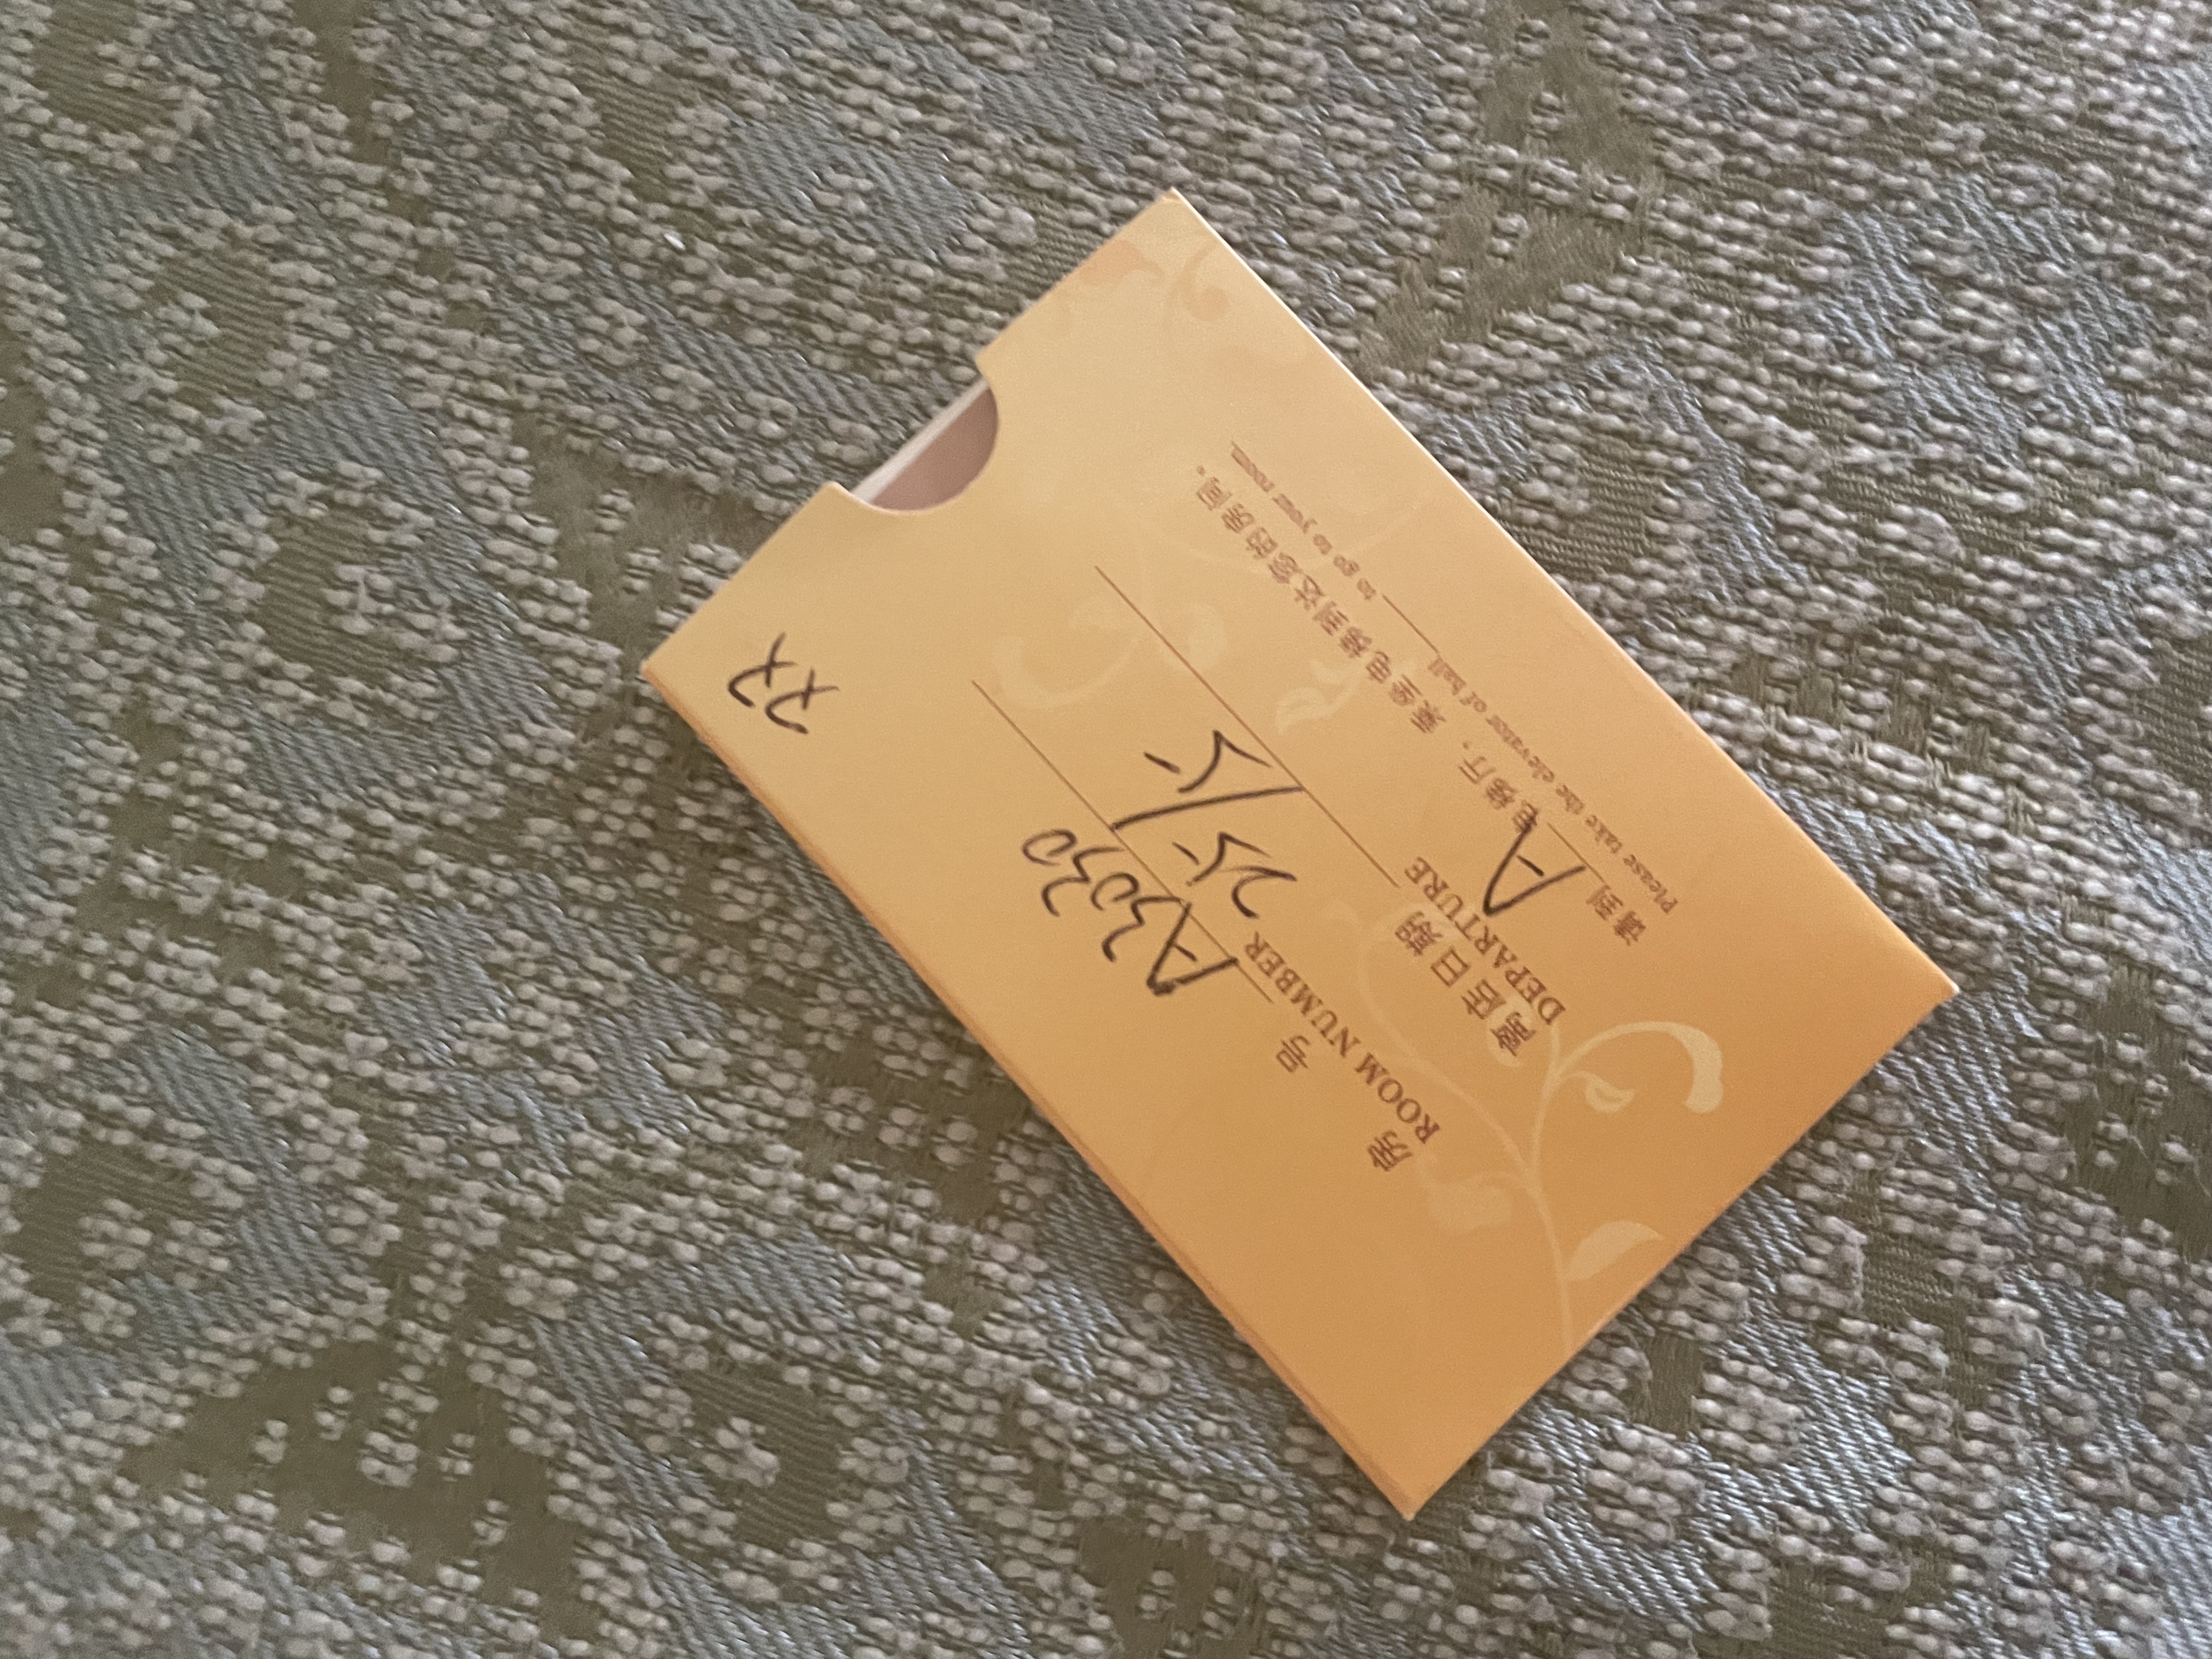 双
房 号 A3030
ROOM NUMBER
离店日期 25/5
DEPARTURE
请到 A 电梯厅，乘坐电梯到达您的房间。
Please take the elevator of hall ____ to go to your room.